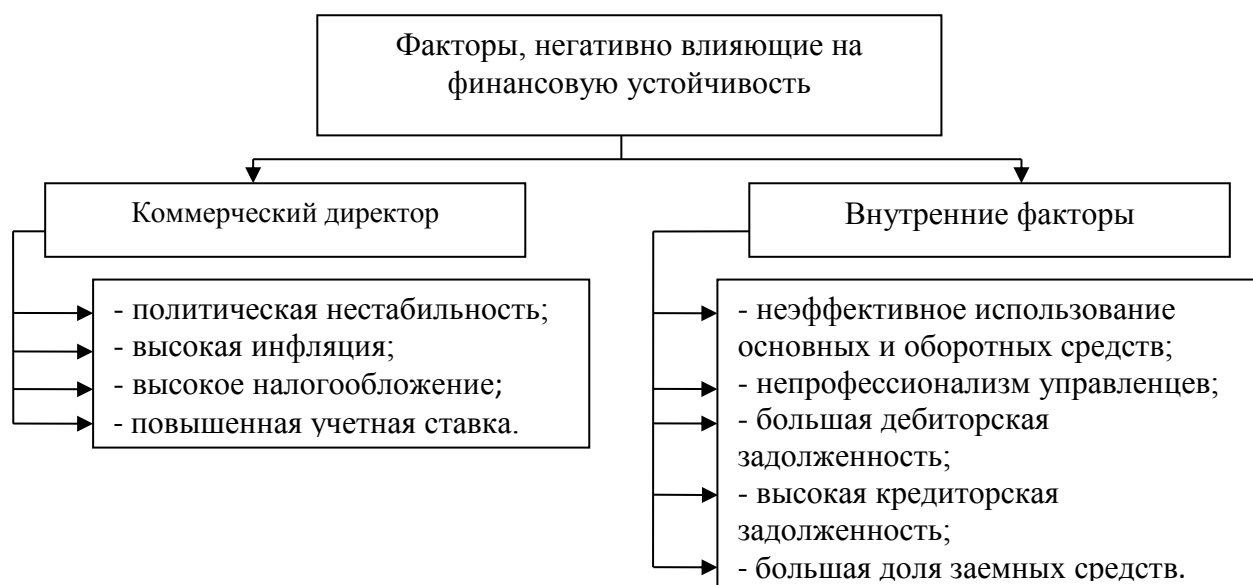 Факторы, негативно влияющие на
финансовую устойчивость
Коммерческий директор
- политическая нестабильность;
- высокая инфляция;
- высокое налогообложение;
- повышенная учетная ставка.
Внутренние факторы
- неэффективное использование
основных и оборотных средств;
- непрофессионализм управленцев;
- большая дебиторская
задолженность;
- высокая кредиторская
задолженность;
- большая доля заемных средств.